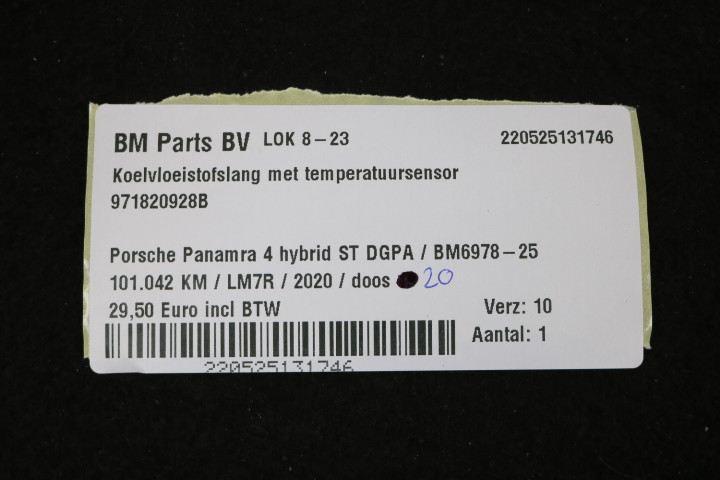 BM Parts BV LOK 8-23 220525131746
Koelvloeistofslang met temperatuursensor
971820928B
Porsche Panamra 4 hybrid ST DGPA / BM6978-25
101.042 KM / LM7R / 2020 / doos 20
29,50 Euro incl BTW Verz: 10
Aantal: 1
220525131746